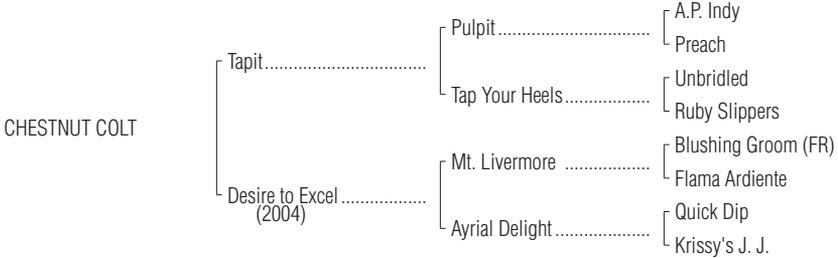 A.P. Indy
Pulpit
Preach
Tapit
Unbridled
Tap Your Heels
Ruby Slippers
CHESTNUT COLT
Blushing Groom (FR)
Mt. Livermore
Flama Ardiente
Desire to Excel
(2004)
Quick Dip
Ayrial Delight
Krissy's J. J.